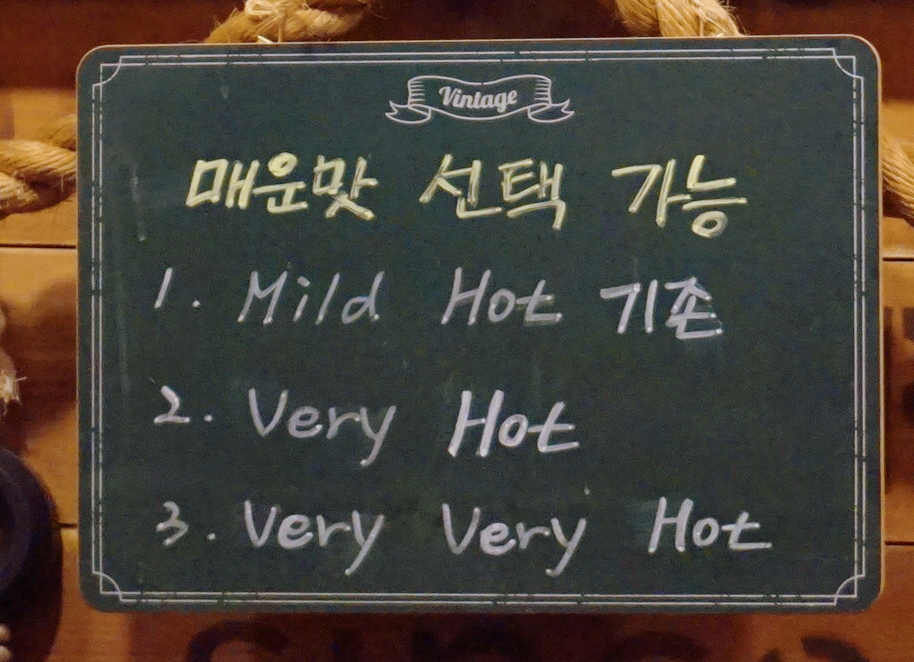 Vintage
매운맛 선택 가능
1. Mild Hot 기존
2. Very Hot
3. Very Very Hot